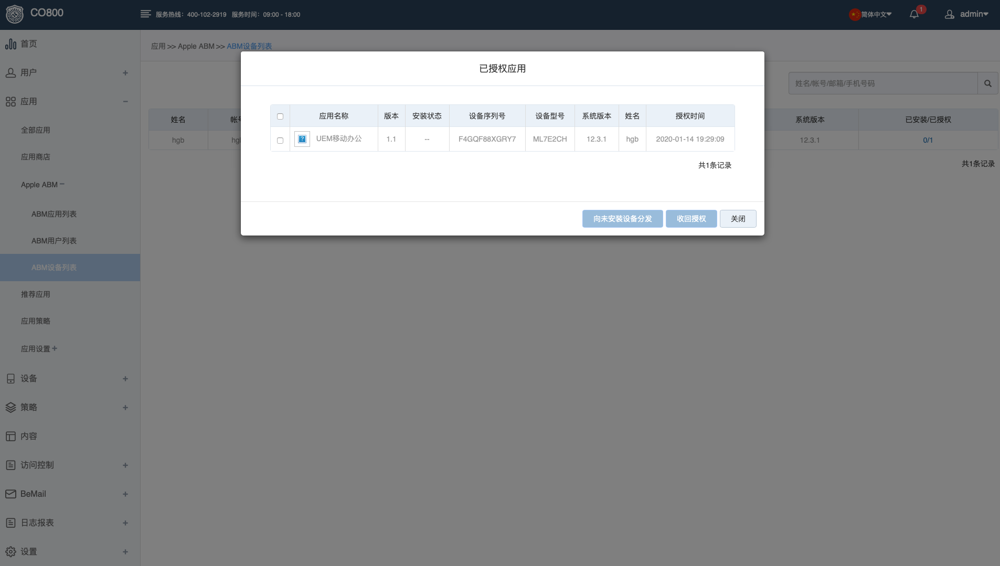 CO800
服务热线：400-102-2919 服务时间：09:00 - 18:00
简体中文
1
admin
首页
用户
应用
全部应用
应用商店
Apple ABM
ABM应用列表
ABM用户列表
ABM设备列表
推荐应用
应用策略
应用设置
设备
策略
内容
访问控制
BeMail
日志报表
设置
应用 >> Apple ABM >> ABM设备列表
姓名/帐号/邮箱/手机号码
姓名 帐号 系统版本 已安装/已授权
hgb 12.3.1 0/1
共1条记录
已授权应用
应用名称 版本 安装状态 设备序列号 设备型号 系统版本 姓名 授权时间
UEM移动办公 1.1 -- F4GQF88XGRY7 ML7E2CH 12.3.1 hgb 2020-01-14 19:29:09
共1条记录
向未安装设备分发 收回授权 关闭